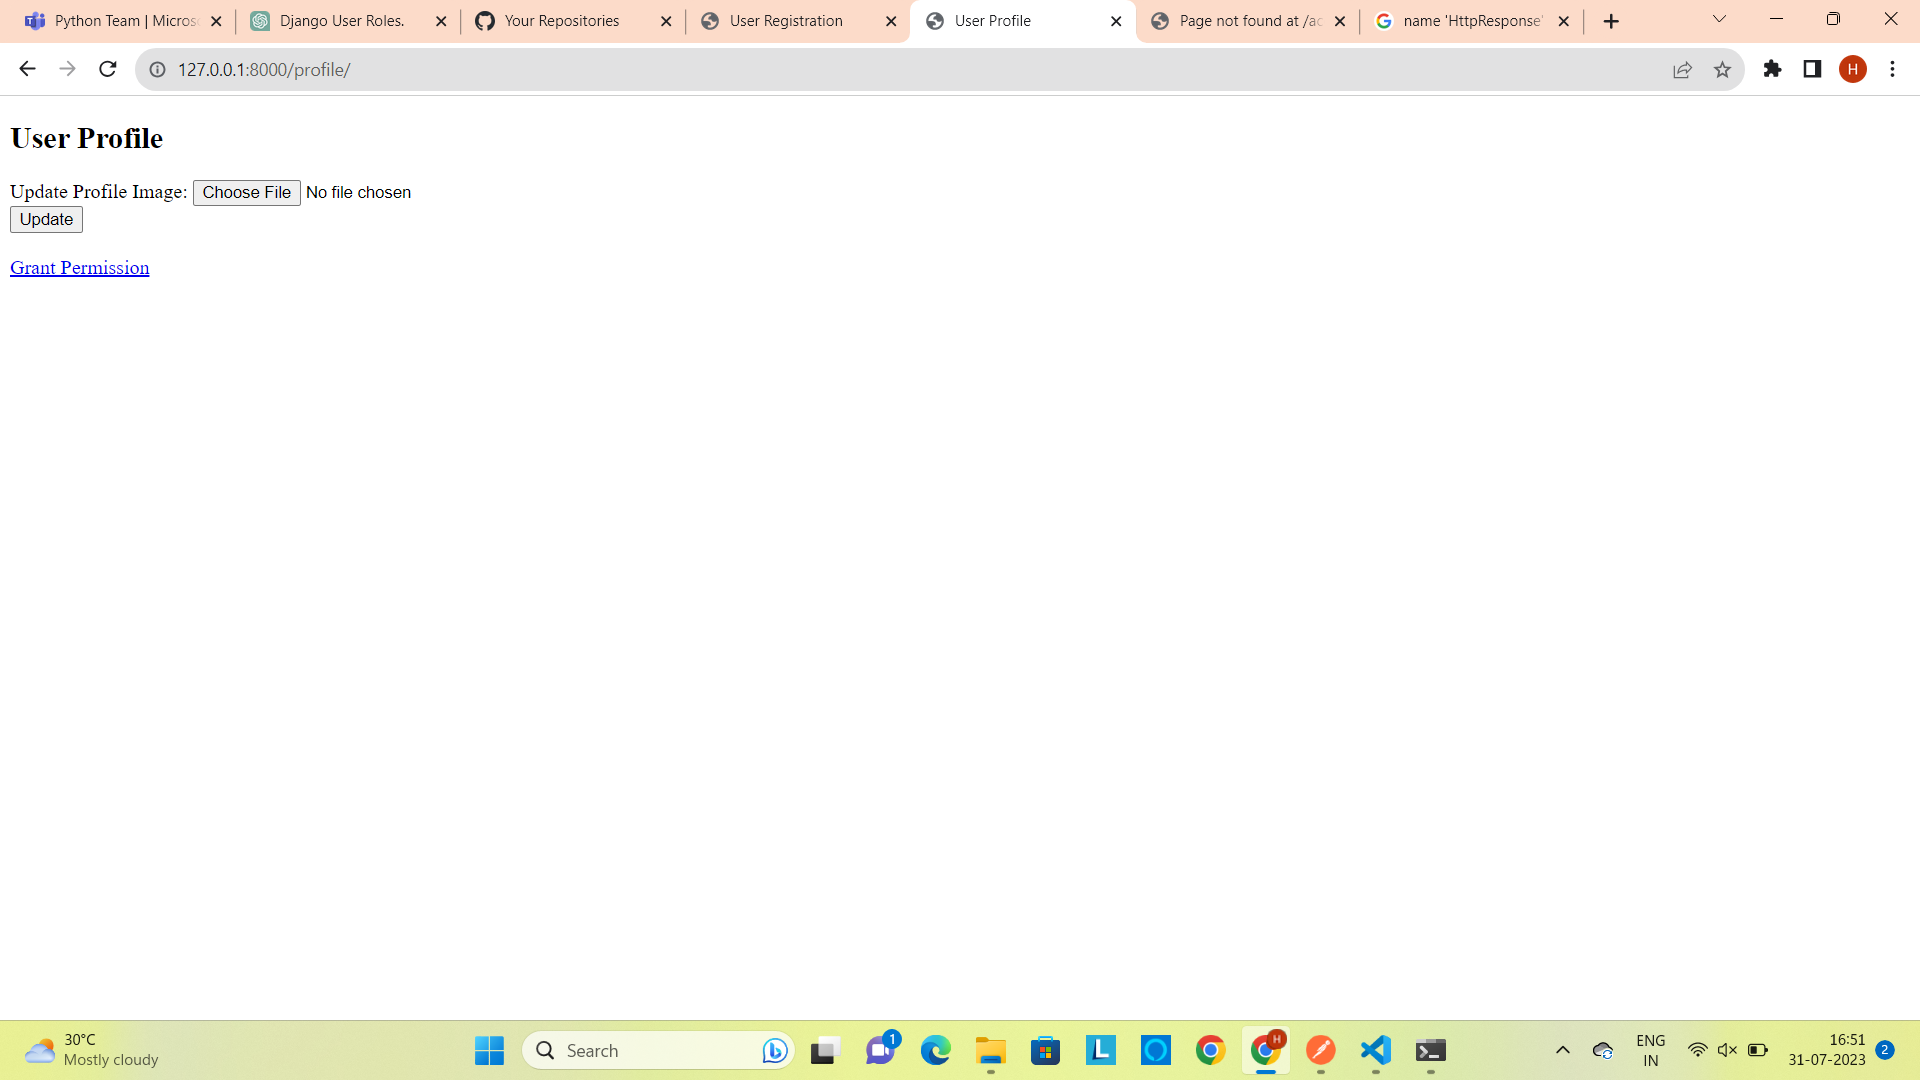 Python Team | Micros
Django User Roles.
Your Repositories
User Registration
User Profile
Page not found at /ac
name 'HttpResponse'
127.0.0.1:8000/profile/
H
User Profile
Update Profile Image: Choose File No file chosen
Update
Grant Permission
30°C
Mostly cloudy
Search
1
L
H
ENG
IN
16:51
31-07-2023
2